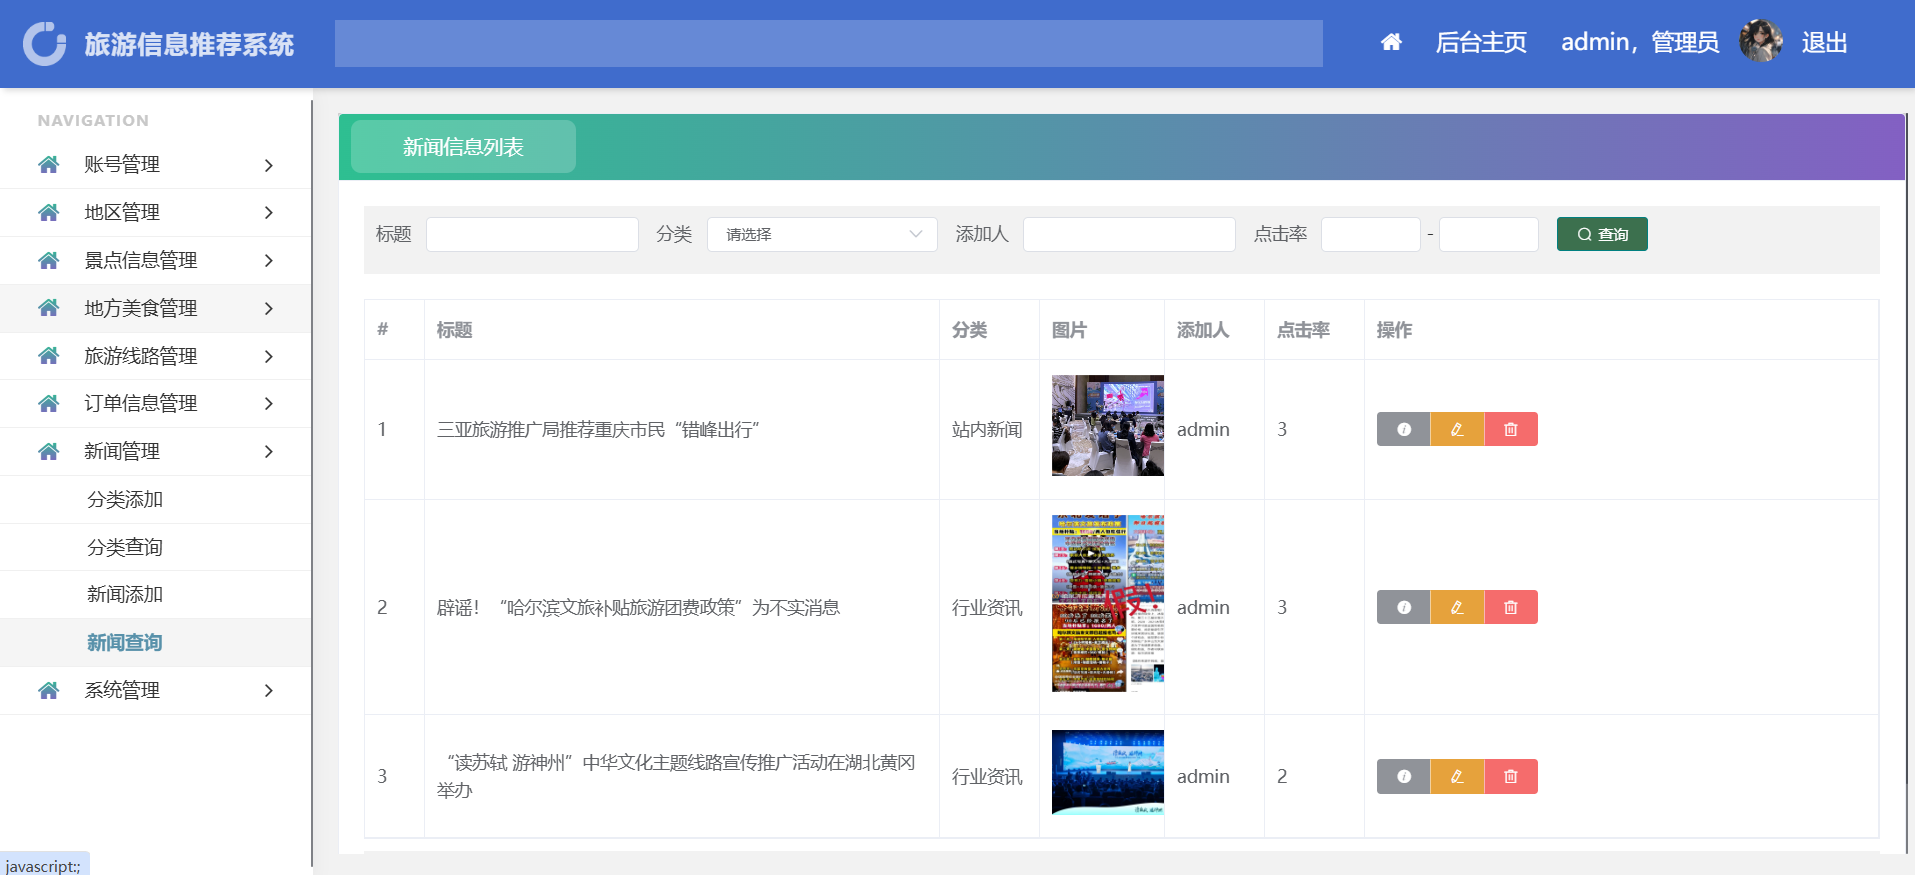 旅游信息推荐系统
后台主页
admin，管理员
退出
NAVIGATION
账号管理
地区管理
景点信息管理
地方美食管理
旅游线路管理
订单信息管理
新闻管理
分类添加
分类查询
新闻添加
新闻查询
系统管理
javascript:;
新闻信息列表
标题 分类 请选择 添加人 点击率 - 查询
# 标题 分类 图片 添加人 点击率 操作
1 三亚旅游推广局推荐重庆市民“错峰出行” 站内新闻 admin 3
2 辟谣！“哈尔滨文旅补贴旅游团费政策”为不实消息 行业资讯 admin 3
假！
3 “读苏轼 游神州”中华文化主题线路宣传推广活动在湖北黄冈
举办 行业资讯 admin 2